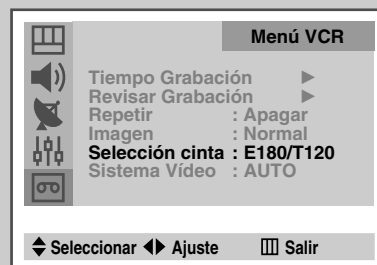 Menú VCR
Tiempo Grabación
Revisar Grabación
Repetir : Apagar
Imagen : Normal
Selección cinta : E180/T120
Sistema Vídeo : AUTO
Seleccionar Ajuste Salir